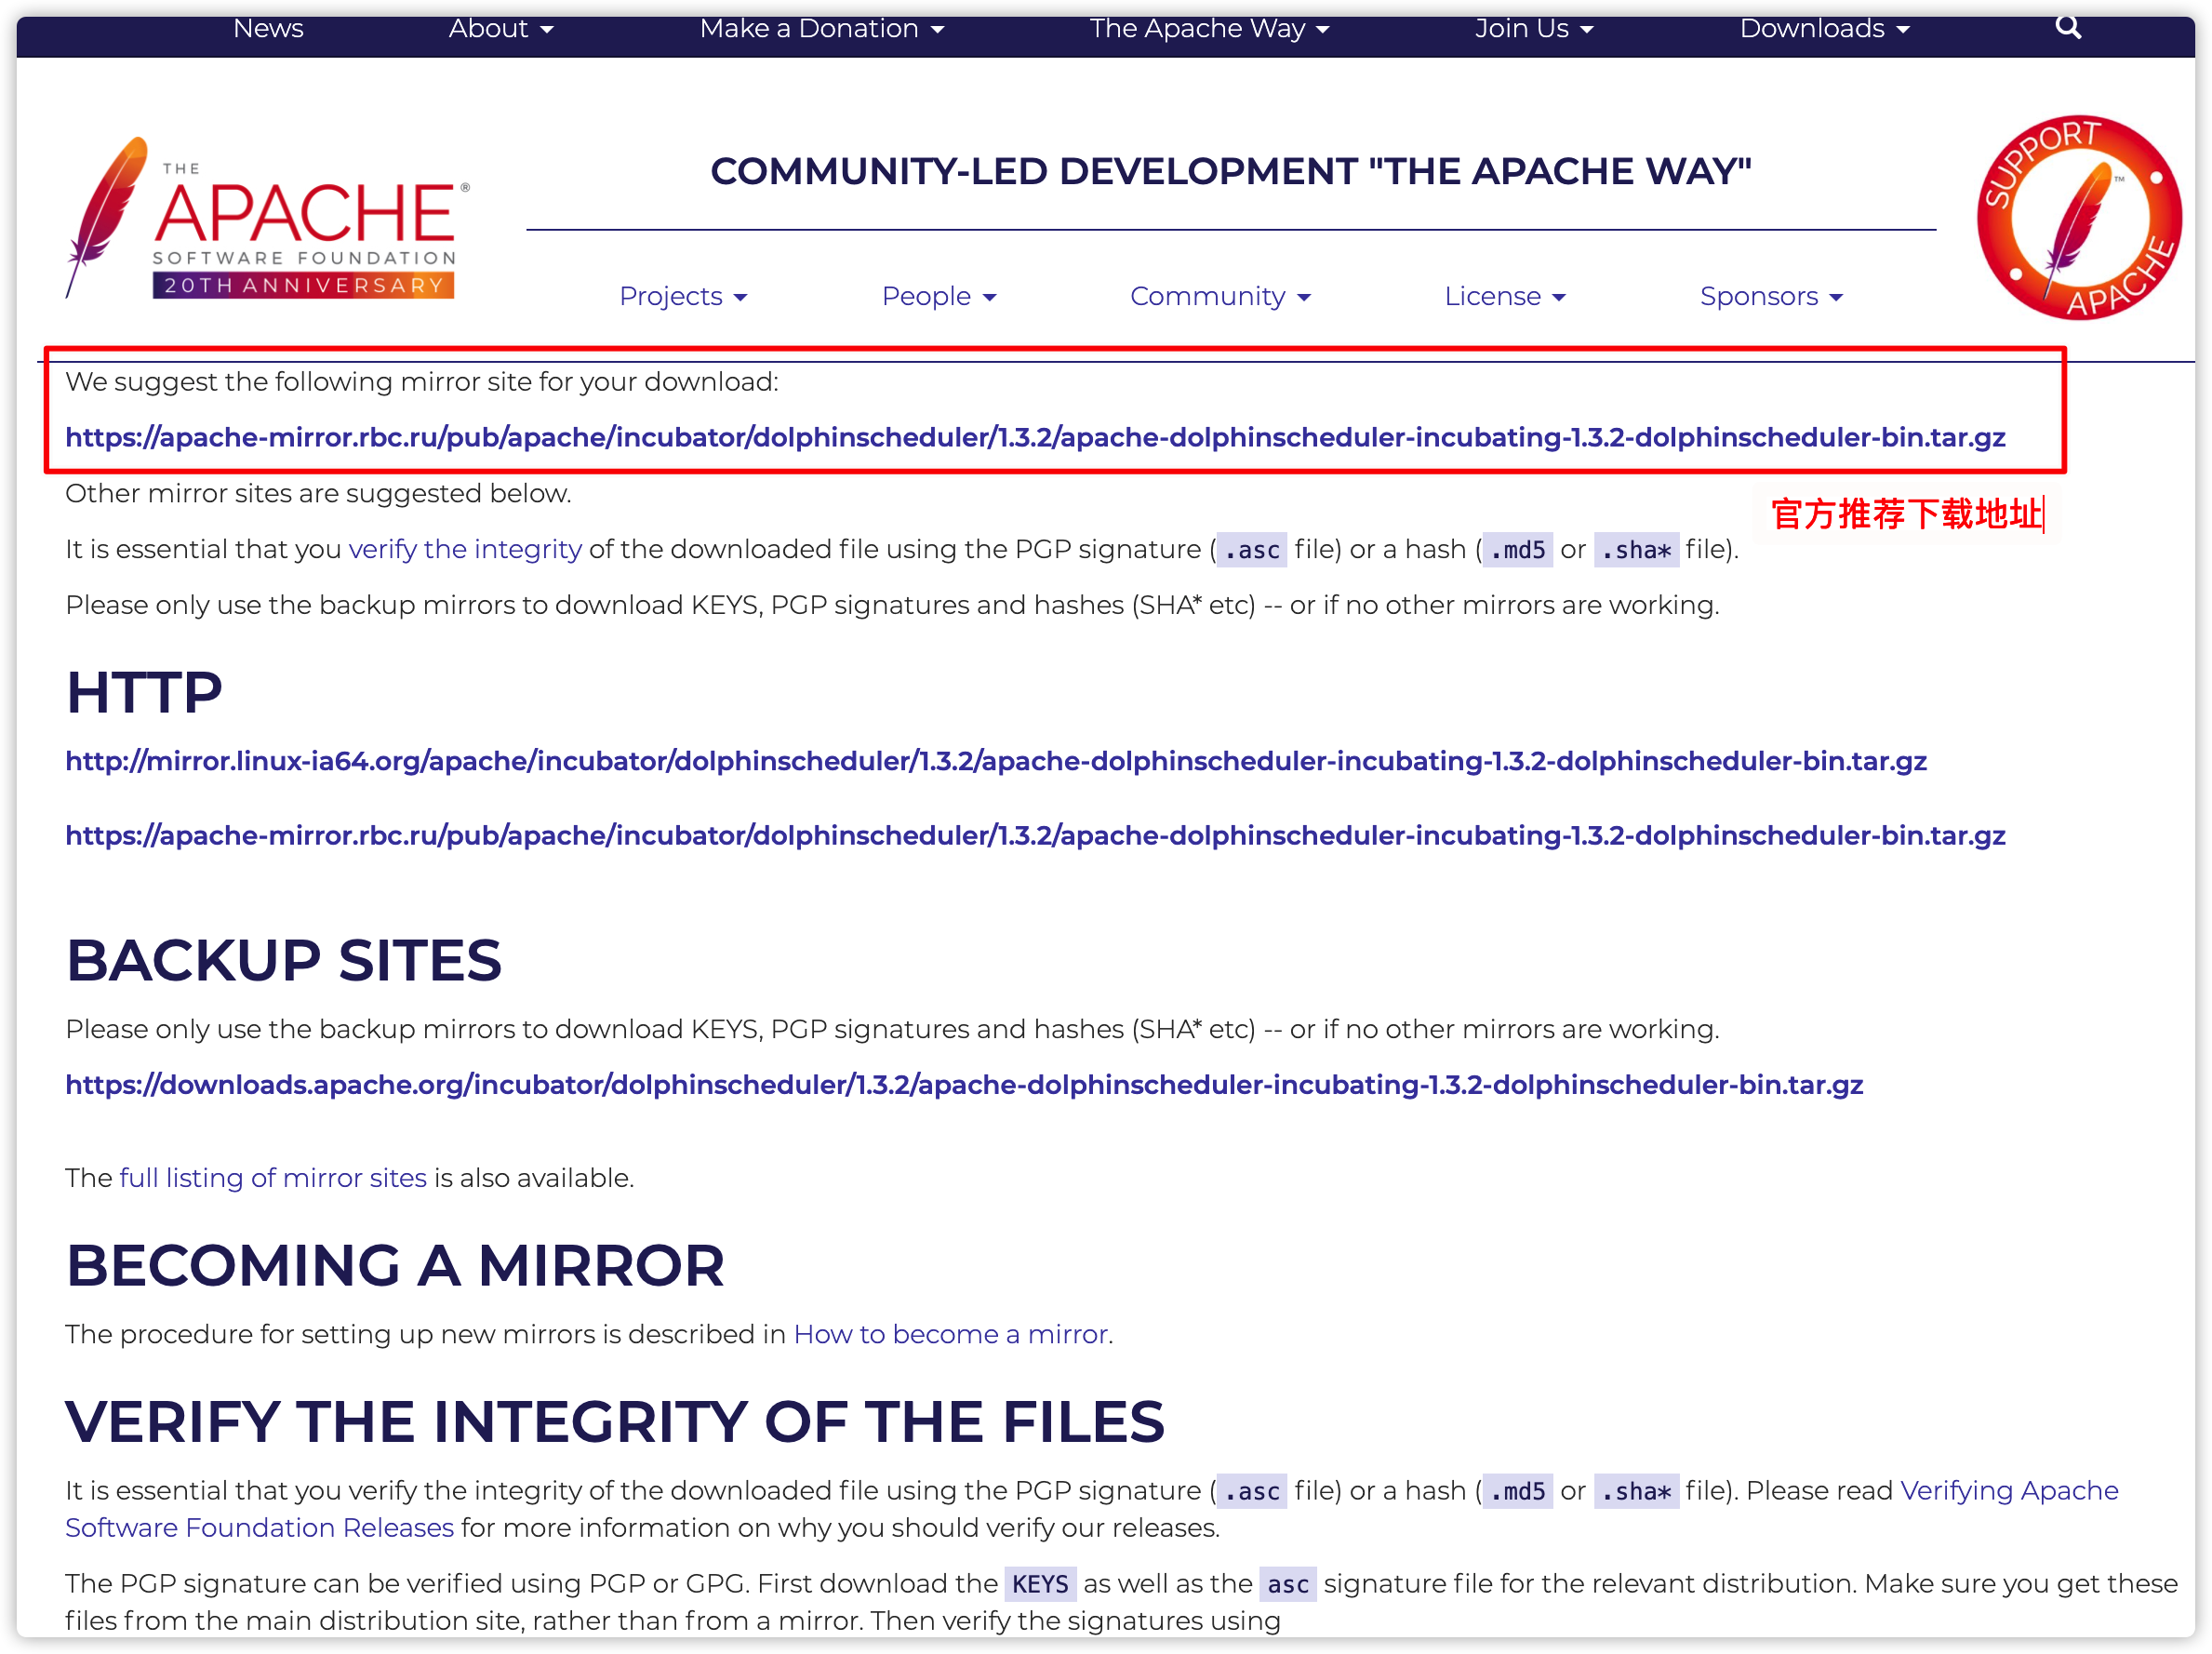 News About Make a Donation The Apache Way Join Us Downloads
THE
APACHE®
SOFTWARE FOUNDATION
20TH ANNIVERSARY
COMMUNITY-LED DEVELOPMENT "THE APACHE WAY"
SUPPORT APACHE ™
Projects People Community License Sponsors
We suggest the following mirror site for your download:
https://apache-mirror.rbc.ru/pub/apache/incubator/dolphinscheduler/1.3.2/apache-dolphinscheduler-incubating-1.3.2-dolphinscheduler-bin.tar.gz
Other mirror sites are suggested below.
官方推荐下载地址
It is essential that you verify the integrity of the downloaded file using the PGP signature (.asc file) or a hash (.md5 or .sha* file).
Please only use the backup mirrors to download KEYS, PGP signatures and hashes (SHA* etc) -- or if no other mirrors are working.
HTTP
http://mirror.linux-ia64.org/apache/incubator/dolphinscheduler/1.3.2/apache-dolphinscheduler-incubating-1.3.2-dolphinscheduler-bin.tar.gz
https://apache-mirror.rbc.ru/pub/apache/incubator/dolphinscheduler/1.3.2/apache-dolphinscheduler-incubating-1.3.2-dolphinscheduler-bin.tar.gz
BACKUP SITES
Please only use the backup mirrors to download KEYS, PGP signatures and hashes (SHA* etc) -- or if no other mirrors are working.
https://downloads.apache.org/incubator/dolphinscheduler/1.3.2/apache-dolphinscheduler-incubating-1.3.2-dolphinscheduler-bin.tar.gz
The full listing of mirror sites is also available.
BECOMING A MIRROR
The procedure for setting up new mirrors is described in How to become a mirror.
VERIFY THE INTEGRITY OF THE FILES
It is essential that you verify the integrity of the downloaded file using the PGP signature (.asc file) or a hash (.md5 or .sha* file). Please read Verifying Apache
Software Foundation Releases for more information on why you should verify our releases.
The PGP signature can be verified using PGP or GPG. First download the KEYS as well as the asc signature file for the relevant distribution. Make sure you get these
files from the main distribution site, rather than from a mirror. Then verify the signatures using